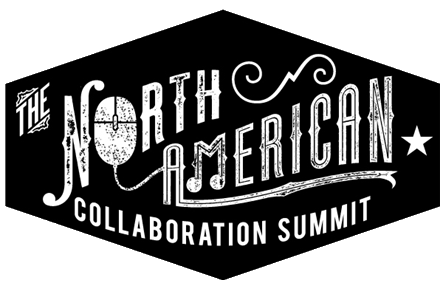 THE
NORTH
AMERICAN
COLLABORATION SUMMIT